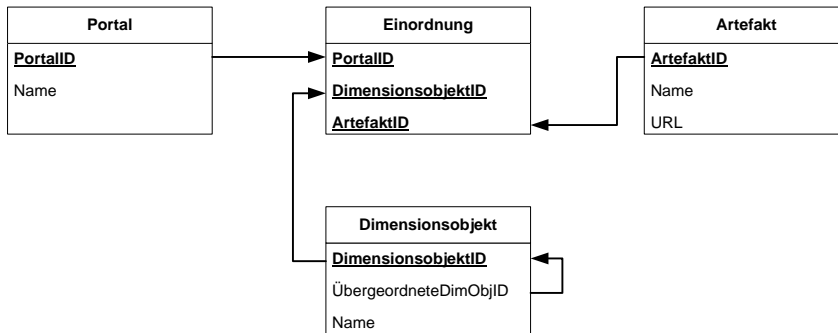 Portal
PortalID
Name
Einordnung
PortalID
DimensionsobjektID
ArtefaktID
Artefakt
ArtefaktID
Name
URL
Dimensionsobjekt
DimensionsobjektID
ÜbergeordneteDimObjID
Name